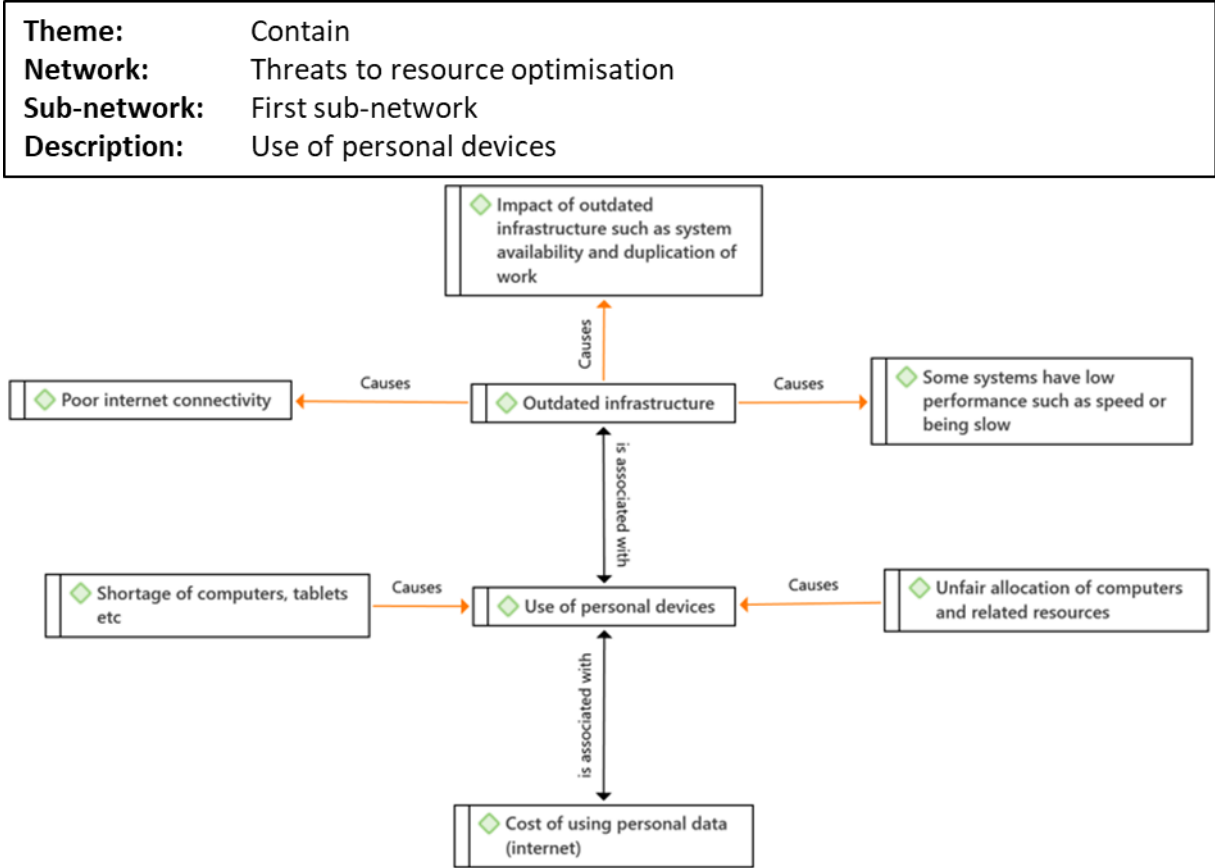 Theme: Contain
Network: Threats to resource optimisation
Sub-network: First sub-network
Description: Use of personal devices
Impact of outdated
infrastructure such as system
availability and duplication of
work
Causes
Poor internet connectivity
Causes
Outdated infrastructure
Causes
Some systems have low
performance such as speed or
being slow
is associated with
Shortage of computers, tablets
etc
Causes
Use of personal devices
Causes
Unfair allocation of computers
and related resources
is associated with
Cost of using personal data
(internet)